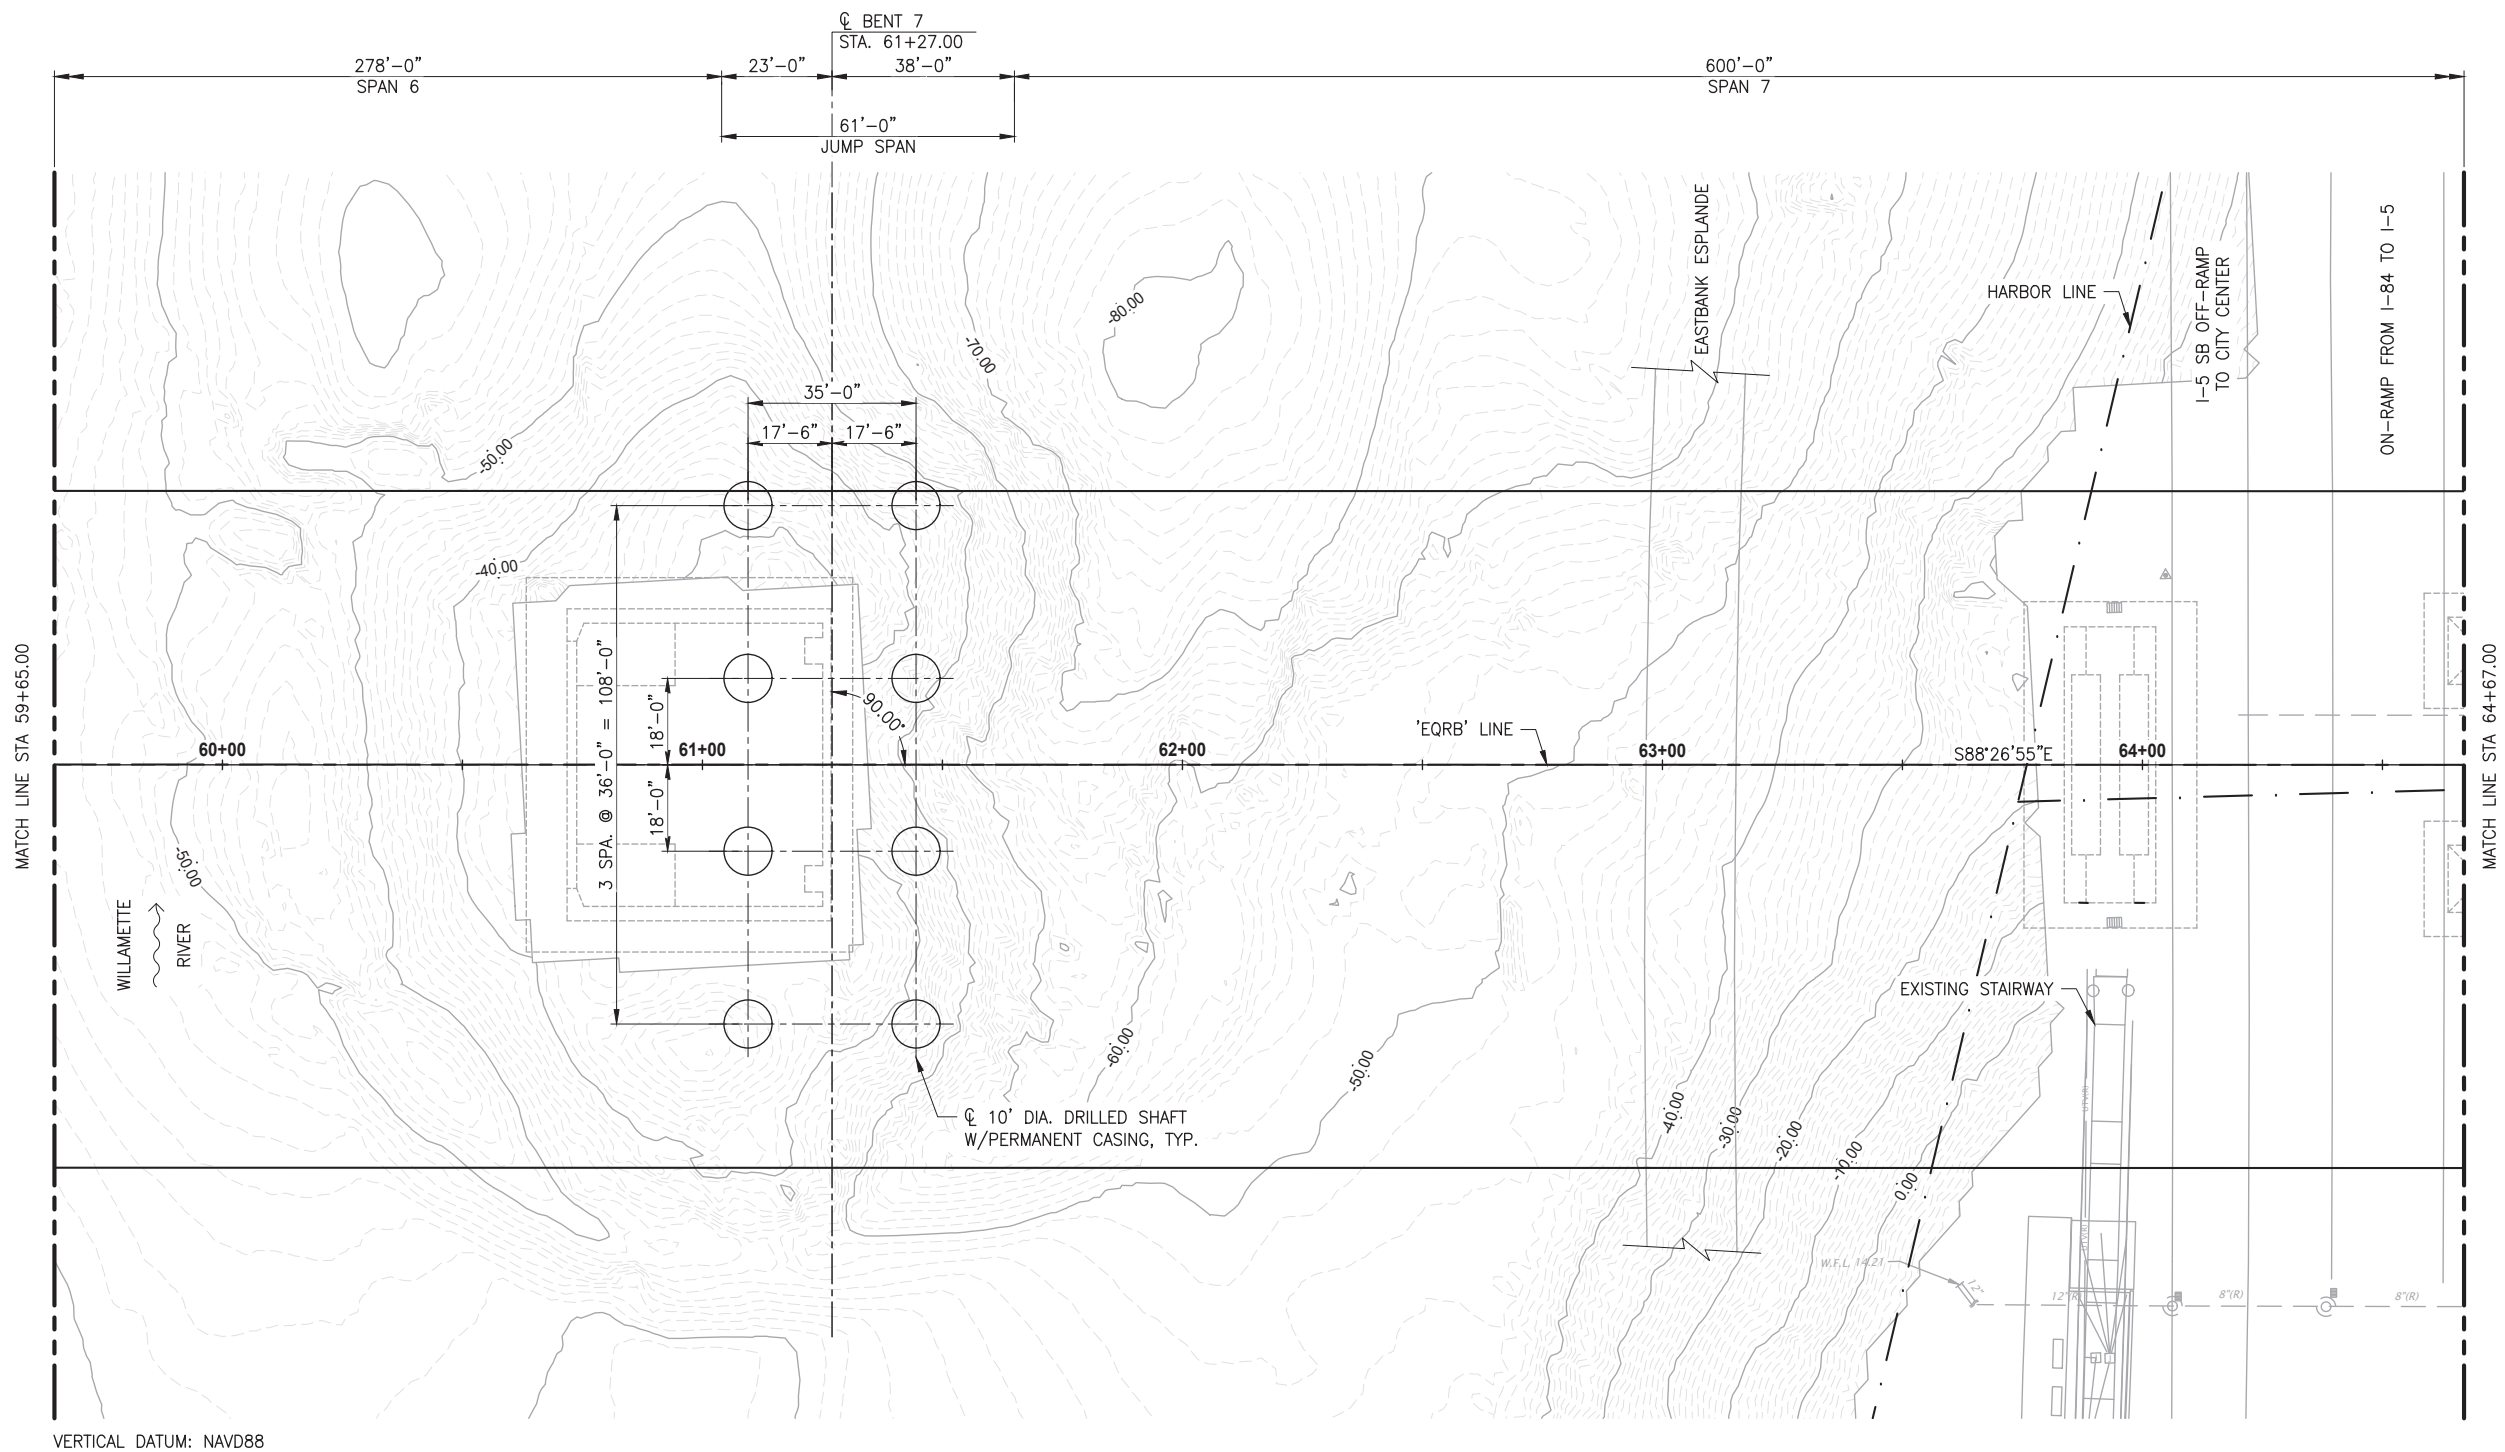 ℄ BENT 7
STA. 61+27.00
278'-0"
SPAN 6
23'-0"
38'-0"
600'-0"
SPAN 7
61'-0"
JUMP SPAN
EASTBANK ESPLANDE
HARBOR LINE
I-5 SB OFF-RAMP
TO CITY CENTER
ON-RAMP FROM I-84 TO I-5
-80.00
-70.00
35'-0"
17'-6"
17'-6"
-50.00
-40.00
3 SPA. @ 36'-0" = 108'-0"
18'-0"
18'-0"
90.00°
'EQRB' LINE
60+00
61+00
62+00
63+00
64+00
S88°26'55"E
MATCH LINE STA 59+65.00
MATCH LINE STA 64+67.00
-50.00
WILLAMETTE
RIVER
EXISTING STAIRWAY
-60.00
-50.00
-40.00
-30.00
-20.00
-10.00
0.00
℄ 10' DIA. DRILLED SHAFT
W/PERMANENT CASING, TYP.
W.F.L. 14.21
12"
12"(R)
8"(R)
8"(R)
VERTICAL DATUM: NAVD88